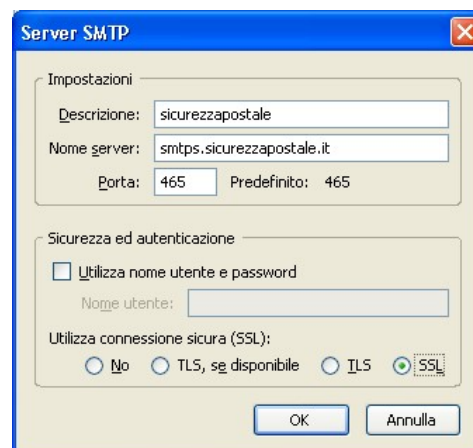 Server SMTP
Impostazioni
Descrizione: sicurezzapostale
Nome server: smtps.sicurezzapostale.it
Porta: 465 Predefinito: 465
Sicurezza ed autenticazione
Utilizza nome utente e password
Nome utente:
Utilizza connessione sicura (SSL):
No TLS, se disponibile TLS SSL
OK Annulla